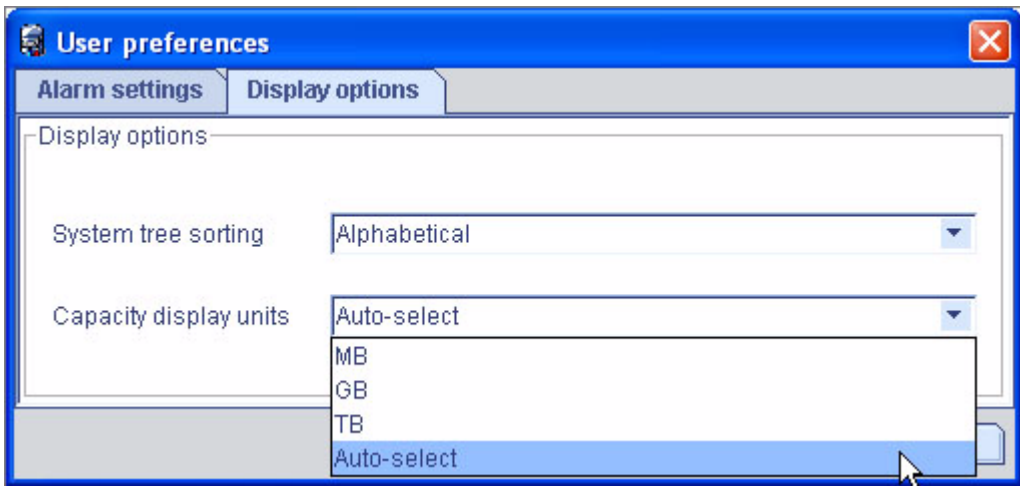 User preferences
Alarm settings Display options
Display options
System tree sorting Alphabetical
Capacity display units Auto-select
MB
GB
TB
Auto-select